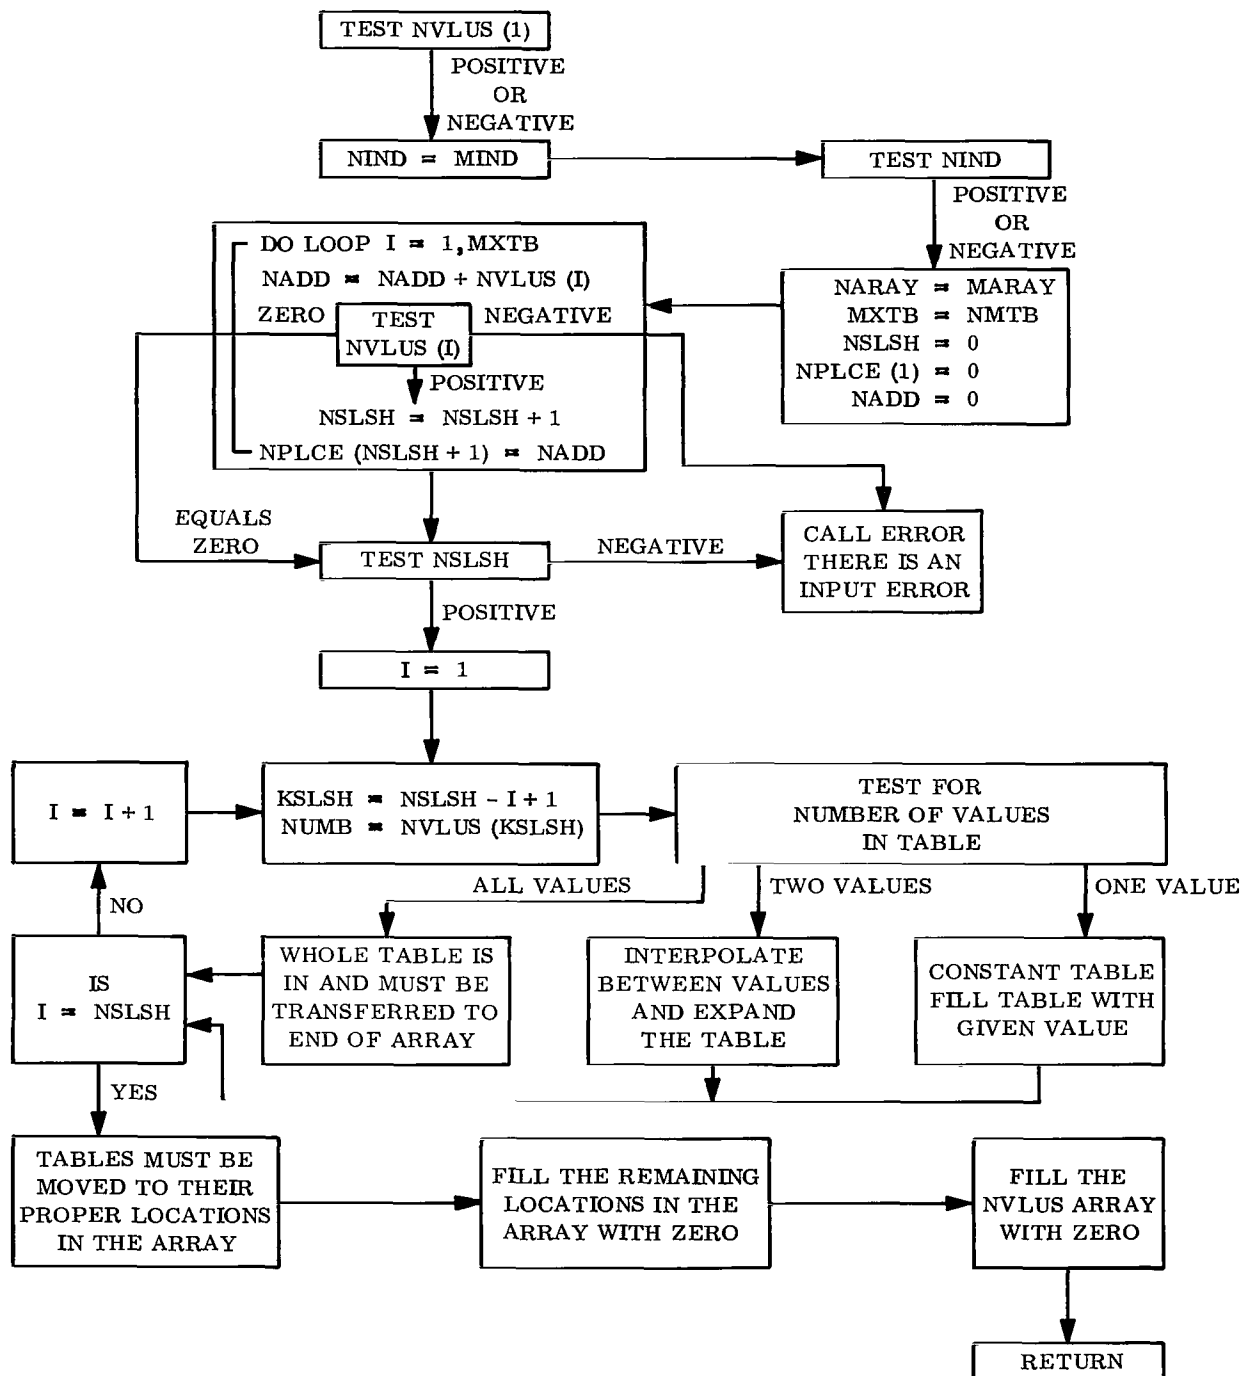 TEST NVLUS (1)
POSITIVE
OR
NEGATIVE
NIND = MIND
TEST NIND
POSITIVE
OR
NEGATIVE
DO LOOP I = 1, MXTB
NADD = NADD + NVLUS (I)
ZERO
TEST
NVLUS (I)
NEGATIVE
POSITIVE
NSLSH = NSLSH + 1
NPLCE (NSLSH + 1) = NADD
NARAY = MARAY
MXTB = NMTB
NSLSH = 0
NPLCE (1) = 0
NADD = 0
EQUALS
ZERO
TEST NSLSH
NEGATIVE
CALL ERROR
THERE IS AN
INPUT ERROR
POSITIVE
I = 1
I = I + 1
KSLSH = NSLSH - I + 1
NUMB = NVLUS (KSLSH)
TEST FOR
NUMBER OF VALUES
IN TABLE
ALL VALUES
TWO VALUES
ONE VALUE
NO
IS
I = NSLSH
WHOLE TABLE IS
IN AND MUST BE
TRANSFERRED TO
END OF ARRAY
INTERPOLATE
BETWEEN VALUES
AND EXPAND
THE TABLE
CONSTANT TABLE
FILL TABLE WITH
GIVEN VALUE
YES
TABLES MUST BE
MOVED TO THEIR
PROPER LOCATIONS
IN THE ARRAY
FILL THE REMAINING
LOCATIONS IN THE
ARRAY WITH ZERO
FILL THE
NVLUS ARRAY
WITH ZERO
RETURN